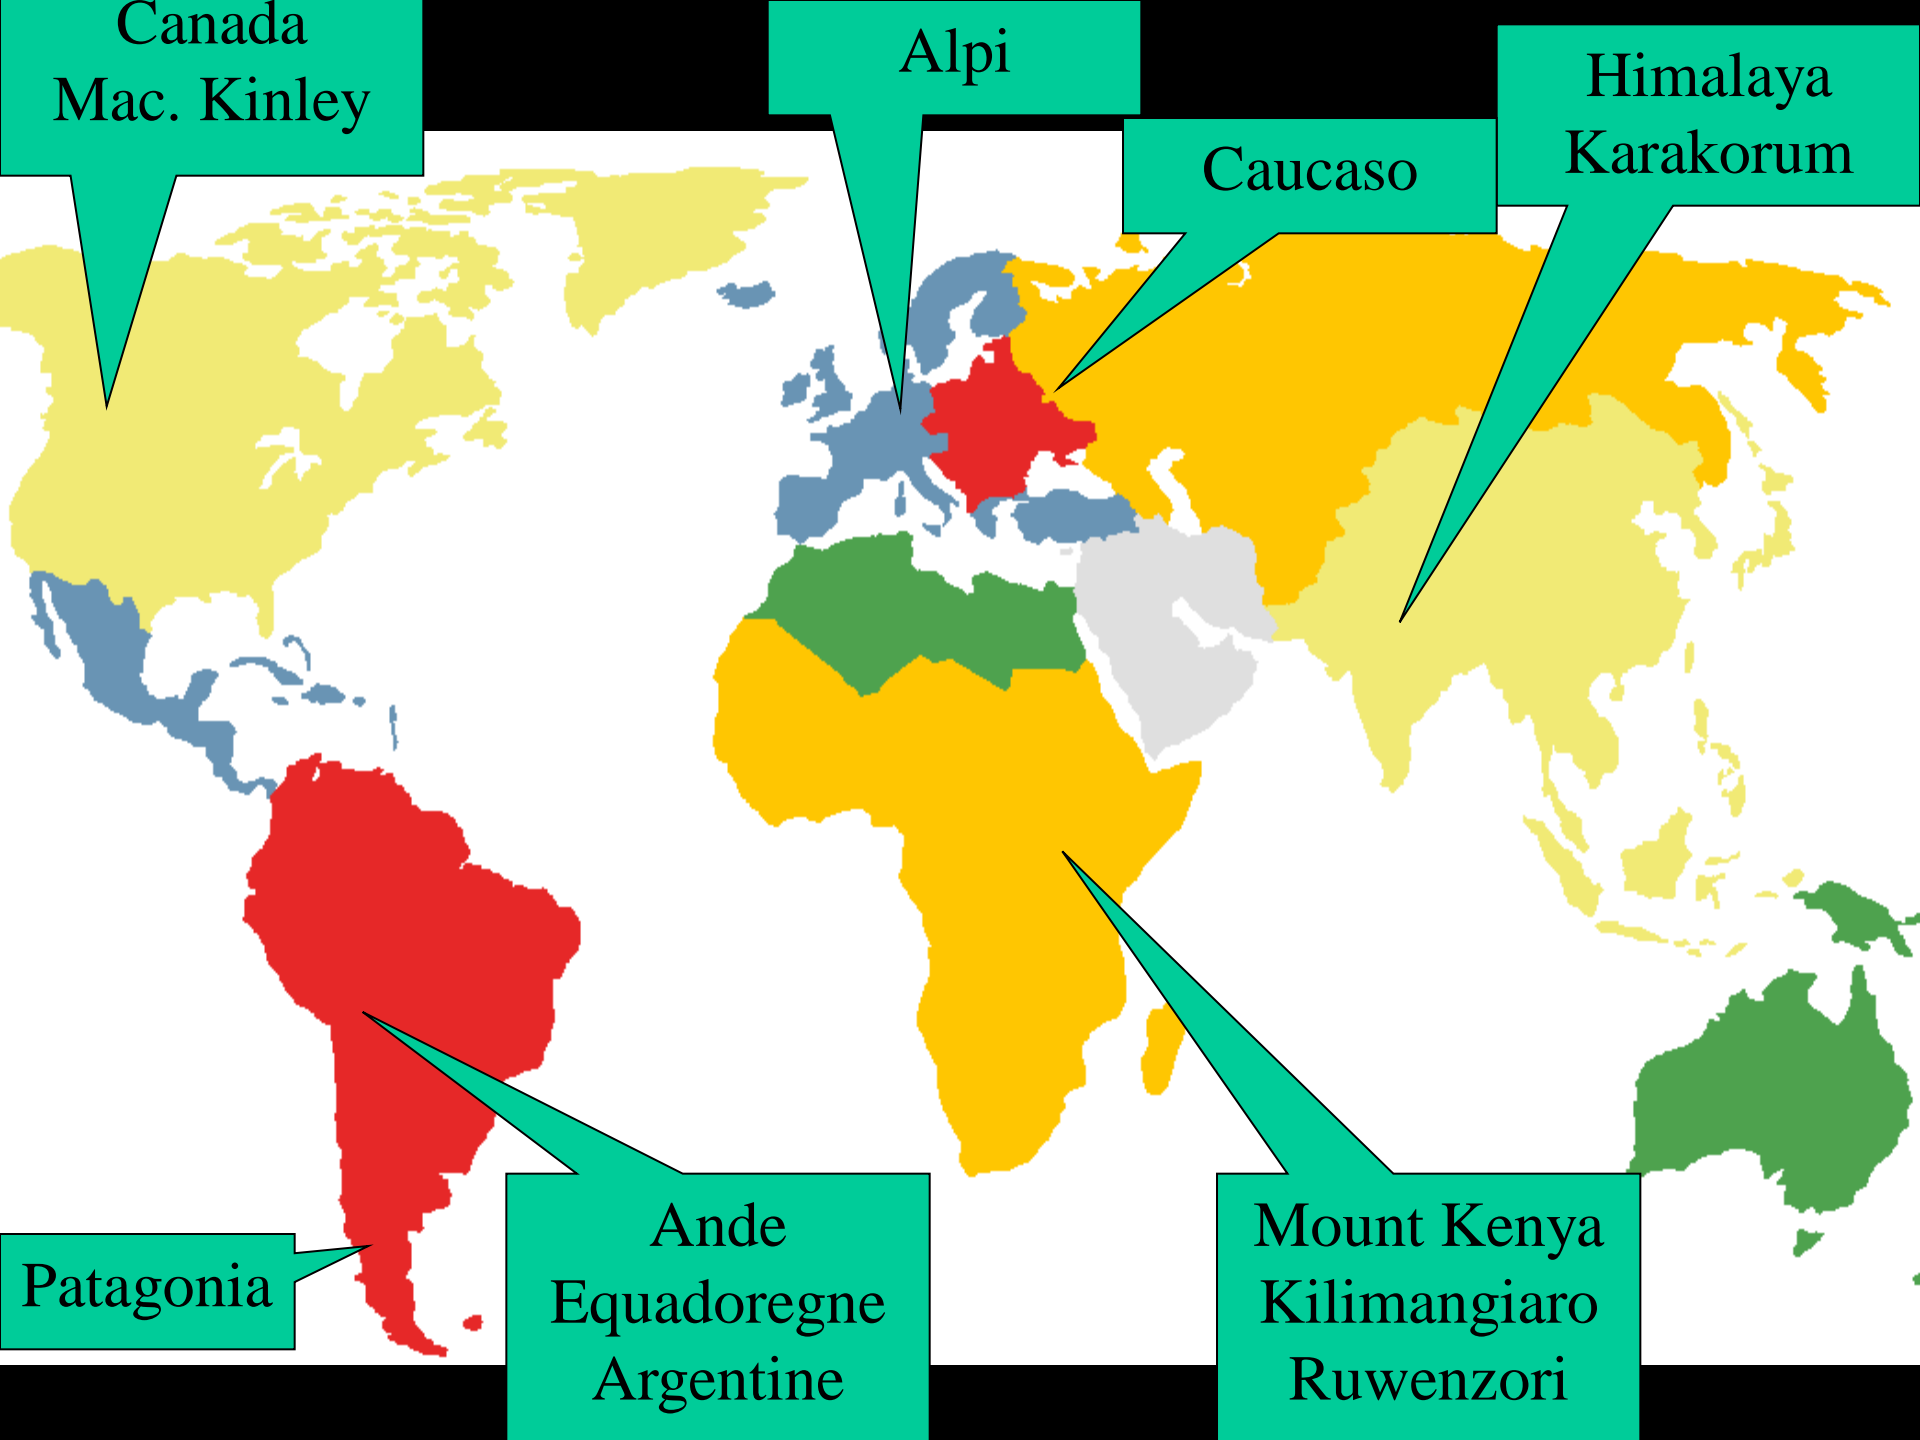 Canada
Mac. Kinley
Alpi
Caucaso
Himalaya
Karakorum
Patagonia
Ande
Equadoregne
Argentine
Mount Kenya
Kilimangiaro
Ruwenzori